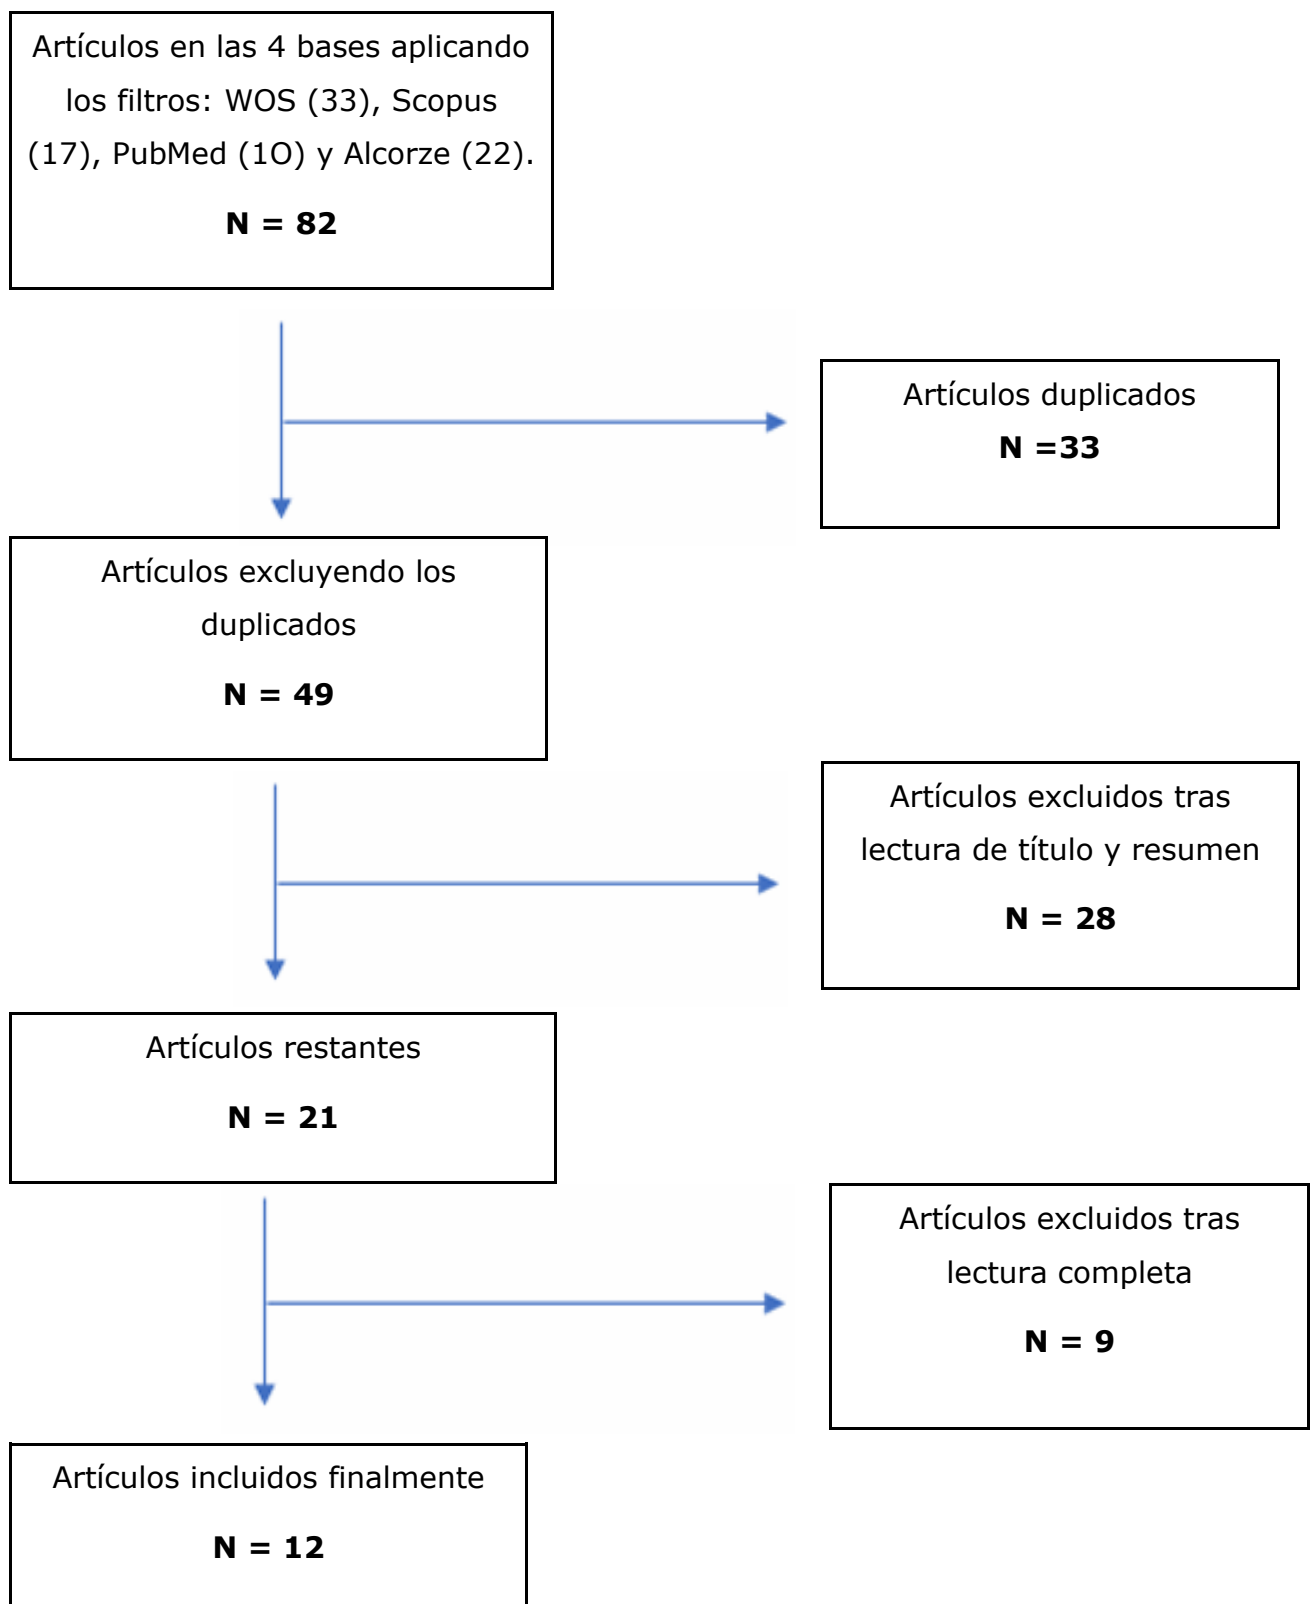 Artículos en las 4 bases aplicando
los filtros: WOS (33), Scopus
(17), PubMed (1O) y Alcorze (22).
N = 82
Artículos duplicados
N =33
Artículos excluyendo los
duplicados
N = 49
Artículos excluidos tras
lectura de título y resumen
N = 28
Artículos restantes
N = 21
Artículos excluidos tras
lectura completa
N = 9
Artículos incluidos finalmente
N = 12